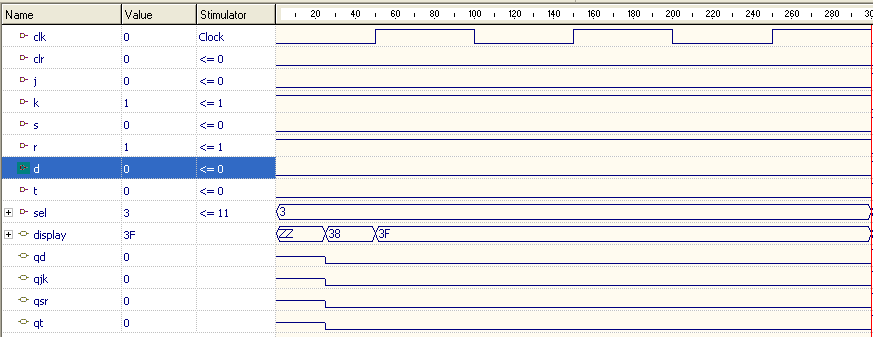 Name Value Stimulator 20 40 60 80 100 120 140 160 180 200 220 240 260 280 30
clk 0 Clock
clr 0 <= 0
j 0 <= 0
k 1 <= 1
s 0 <= 0
r 1 <= 1
d 0 <= 0
t 0 <= 0
sel 3 <= 11 3
display 3F ZZ 38 3F
qd 0
qjk 0
qsr 0
qt 0